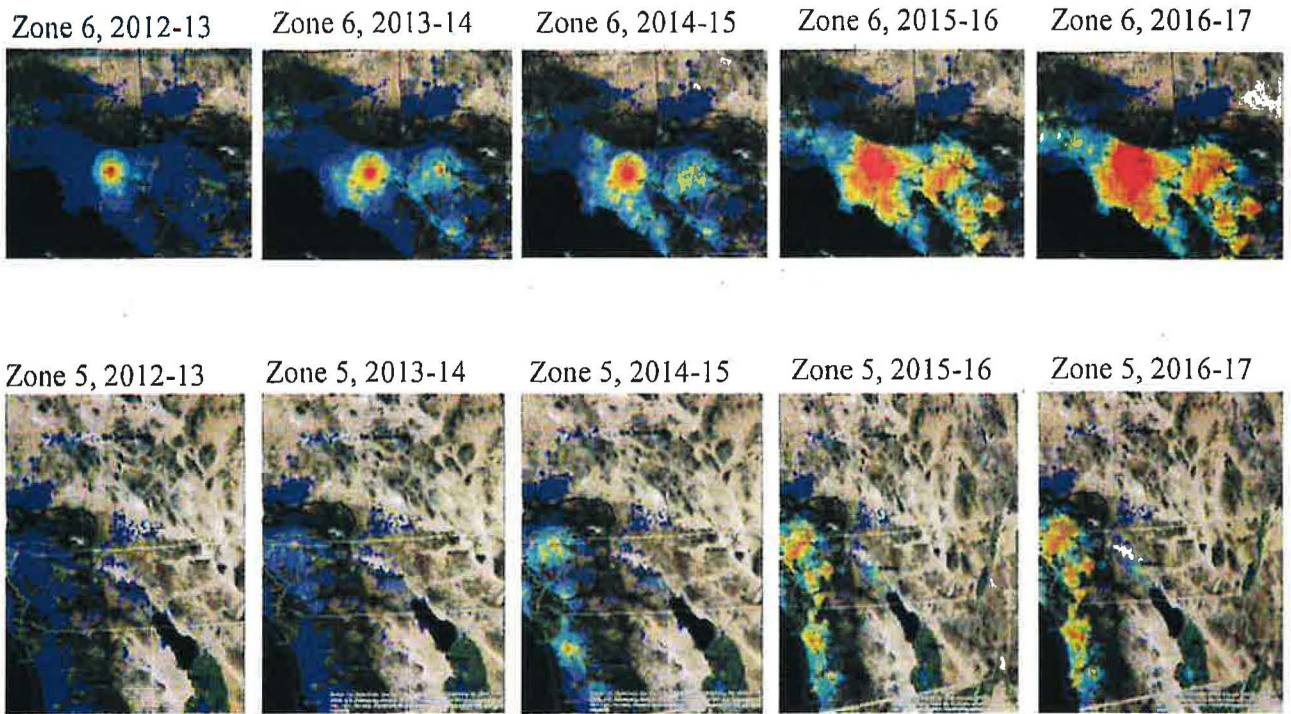 Zone 6, 2012-13
Zone 6, 2013-14
Zone 6, 2014-15
Zone 6, 2015-16
Zone 6, 2016-17
Zone 5, 2012-13
Zone 5, 2013-14
Zone 5, 2014-15
Zone 5, 2015-16
Zone 5, 2016-17